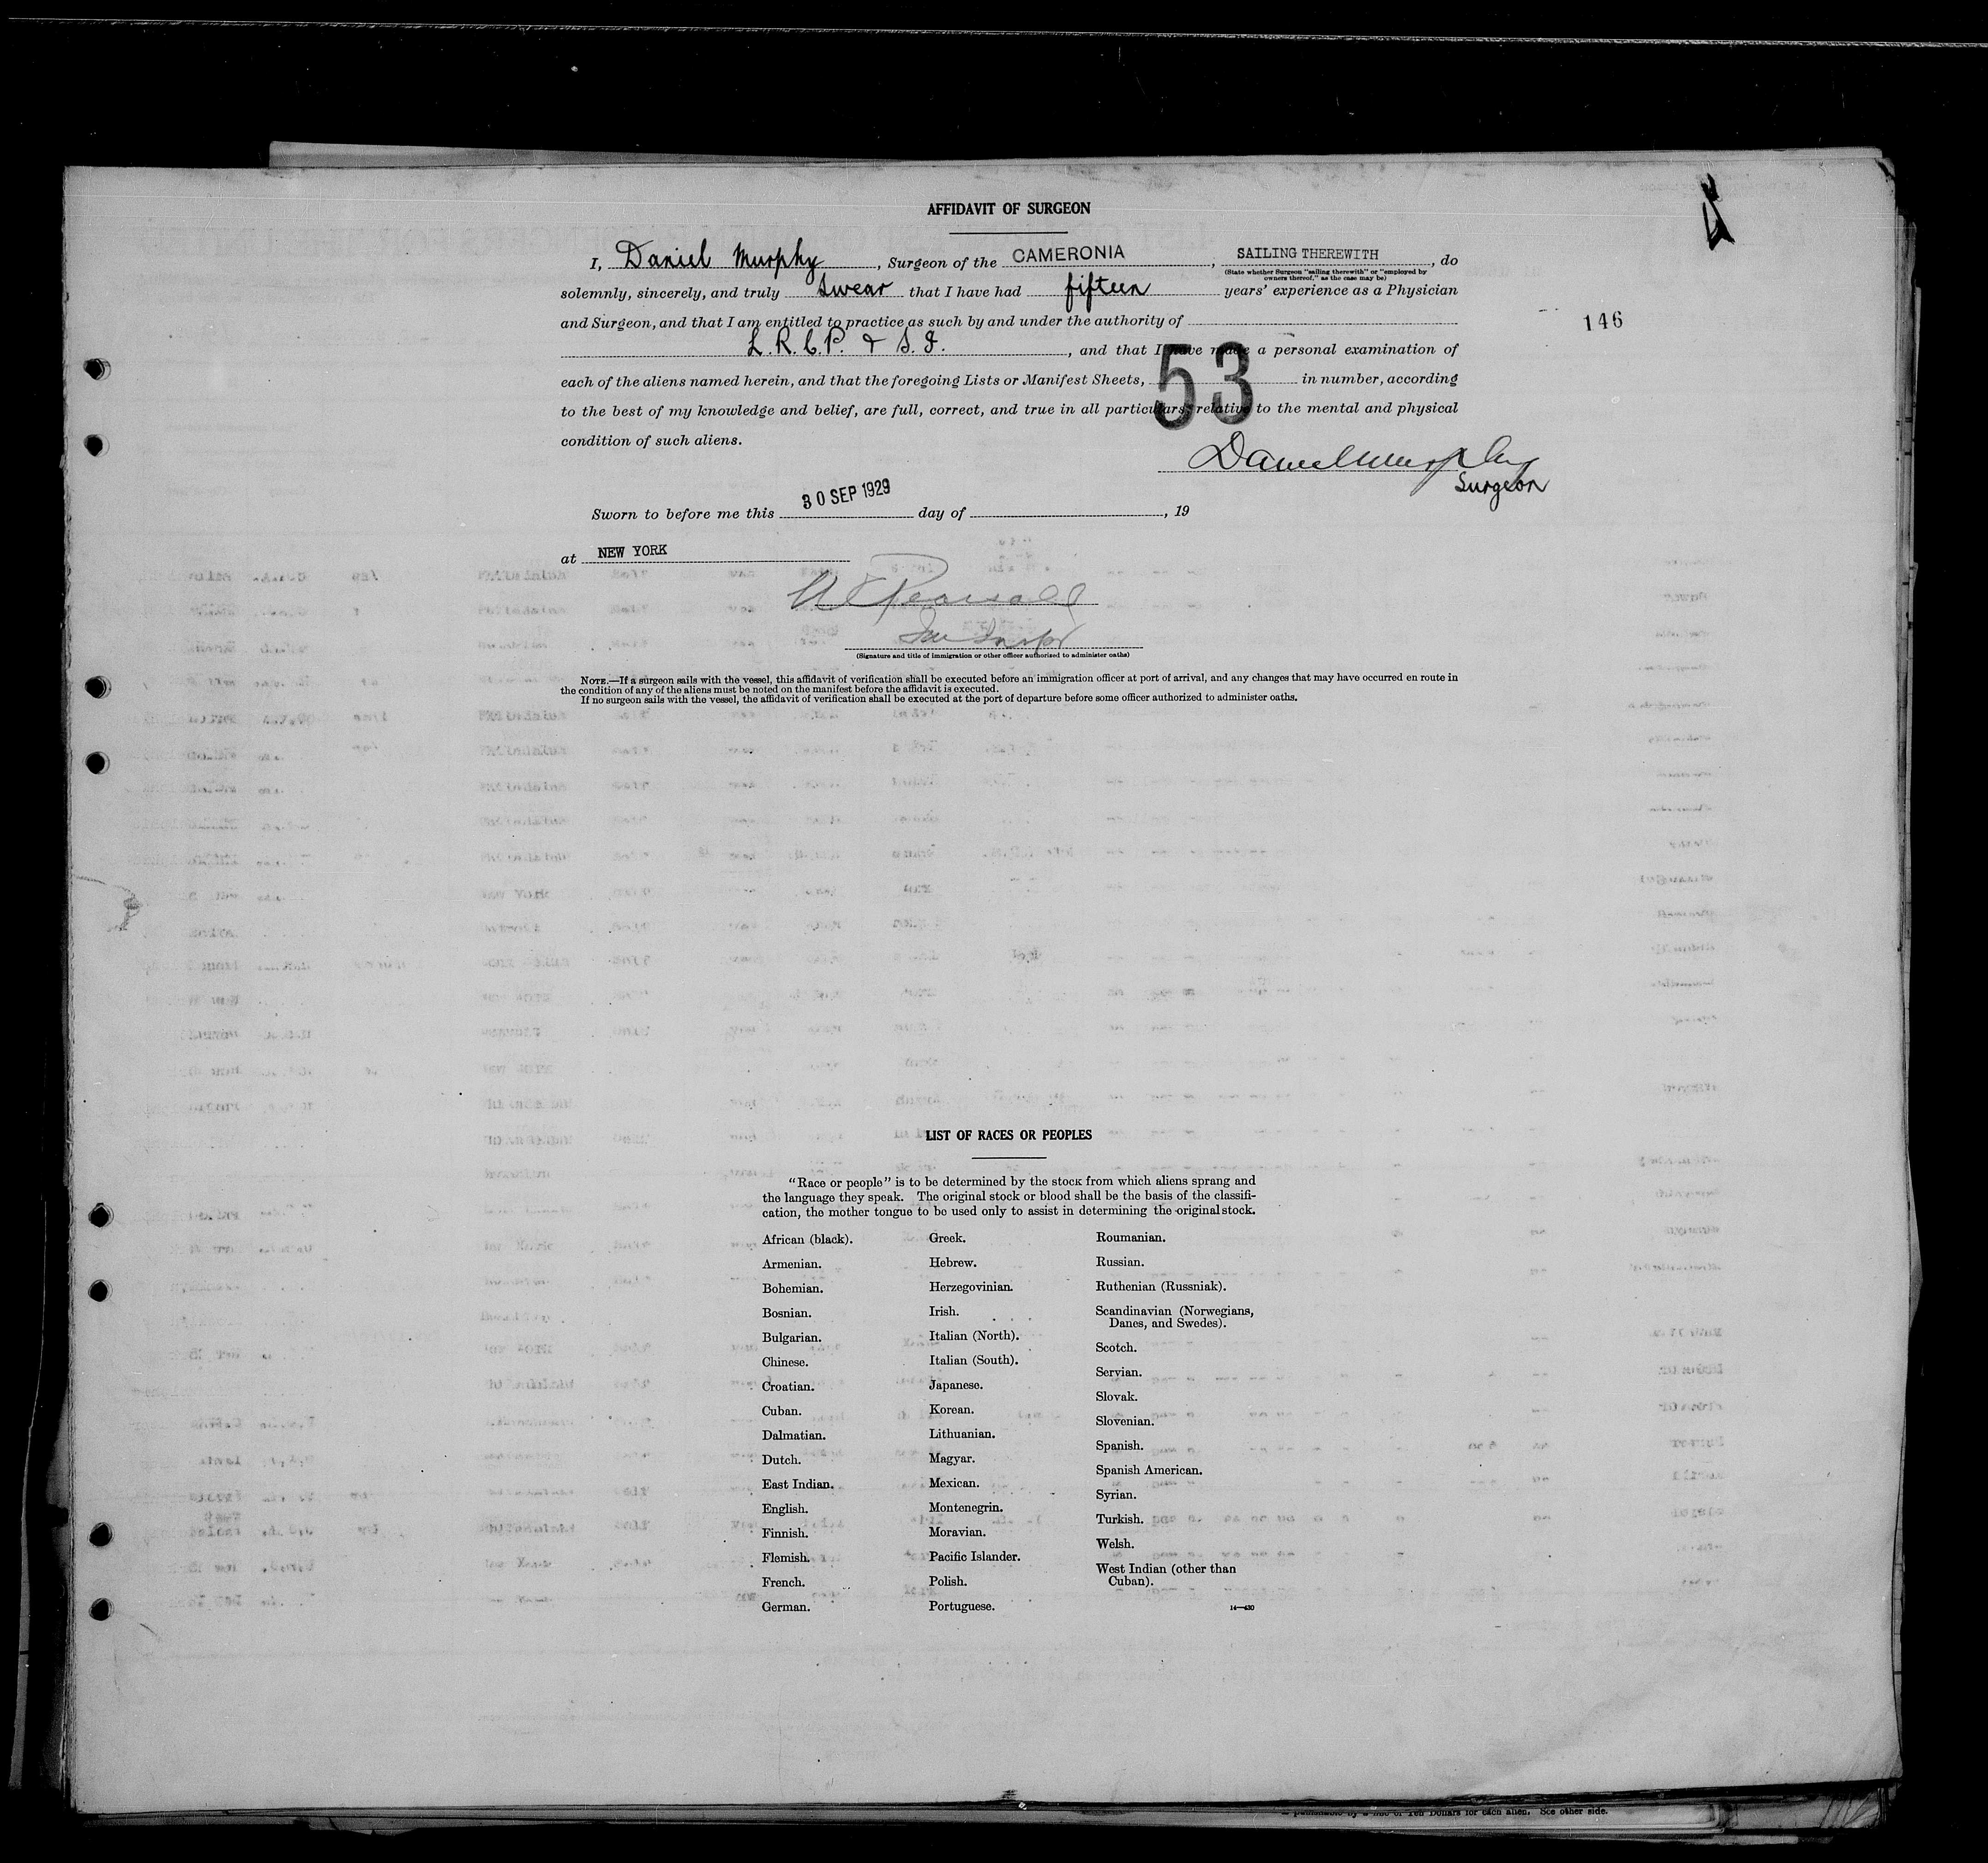 AFFIDAVIT OF SURGEON
I, Daniel Murphy, Surgeon of the CAMERONIA, SAILING THEREWITH, do
(State whether Surgeon "sailing therewith" or "employed by
owners thereof," as the case may be)
solemnly, sincerely, and truly swear that I have had fifteen years' experience as a Physician
and Surgeon, and that I am entitled to practice as such by and under the authority of
146
L.R.C.P. & S.I., and that I have made a personal examination of
each of the aliens named herein, and that the foregoing Lists or Manifest Sheets, 53 in number, according
to the best of my knowledge and belief, are full, correct, and true in all particulars, relative to the mental and physical
condition of such aliens.
Daniel Murphy
Surgeon
Sworn to before me this 30 SEP 1929 day of , 19
at NEW YORK
(Signature and title of immigration or other officer authorized to administer oaths)
NOTE.—If a surgeon sails with the vessel, this affidavit of verification shall be executed before an immigration officer at port of arrival, and any changes that may have occurred en route in
the condition of any of the aliens must be noted on the manifest before the affidavit is executed.
If no surgeon sails with the vessel, the affidavit of verification shall be executed at the port of departure before some officer authorized to administer oaths.
LIST OF RACES OR PEOPLES
"Race or people" is to be determined by the stock from which aliens sprang and
the language they speak. The original stock or blood shall be the basis of the classifi-
cation, the mother tongue to be used only to assist in determining the original stock.
African (black).
Armenian.
Bohemian.
Bosnian.
Bulgarian.
Chinese.
Croatian.
Cuban.
Dalmatian.
Dutch.
East Indian.
English.
Finnish.
Flemish.
French.
German.
Greek.
Hebrew.
Herzegovinian.
Irish.
Italian (North).
Italian (South).
Japanese.
Korean.
Lithuanian.
Magyar.
Mexican.
Montenegrin.
Moravian.
Pacific Islander.
Polish.
Portuguese.
Roumanian.
Russian.
Ruthenian (Russniak).
Scandinavian (Norwegians,
Danes, and Swedes).
Scotch.
Servian.
Slovak.
Slovenian.
Spanish.
Spanish American.
Syrian.
Turkish.
Welsh.
West Indian (other than
Cuban).
14—430
Ten Dollars for each alien. See other side.